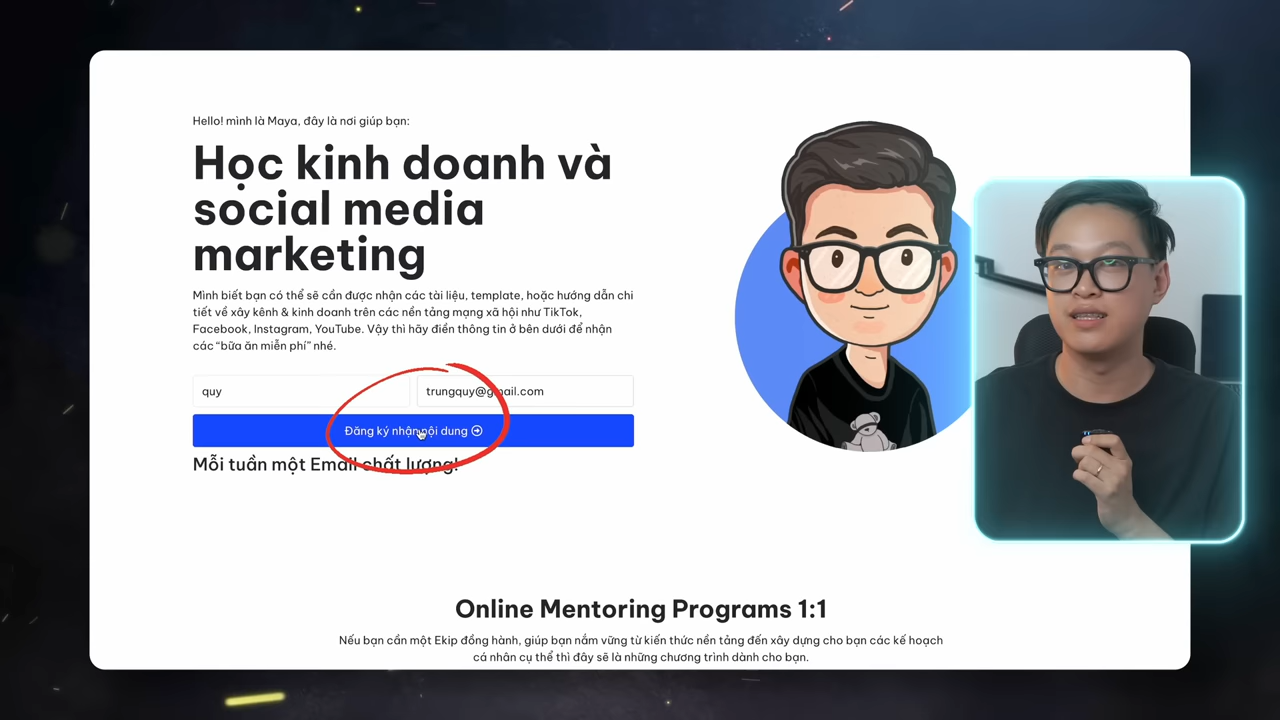 Hello! mình là Maya, đây là nơi giúp bạn:
Học kinh doanh và
social media
marketing
Mình biết bạn có thể sẽ cần được nhận các tài liệu, template, hoặc hướng dẫn chi
tiết về xây kênh & kinh doanh trên các nền tảng mạng xã hội như TikTok,
Facebook, Instagram, YouTube. Vậy thì hãy điền thông tin ở bên dưới để nhận
các “bữa ăn miễn phí” nhé.
quy
trungquy@gmail.com
Đăng ký nhận nội dung
Mỗi tuần một Email chất lượng!
Online Mentoring Programs 1:1
Nếu bạn cần một Ekip đồng hành, giúp bạn nắm vững từ kiến thức nền tảng đến xây dựng cho bạn các kế hoạch
cá nhân cụ thể thì đây sẽ là những chương trình dành cho bạn.